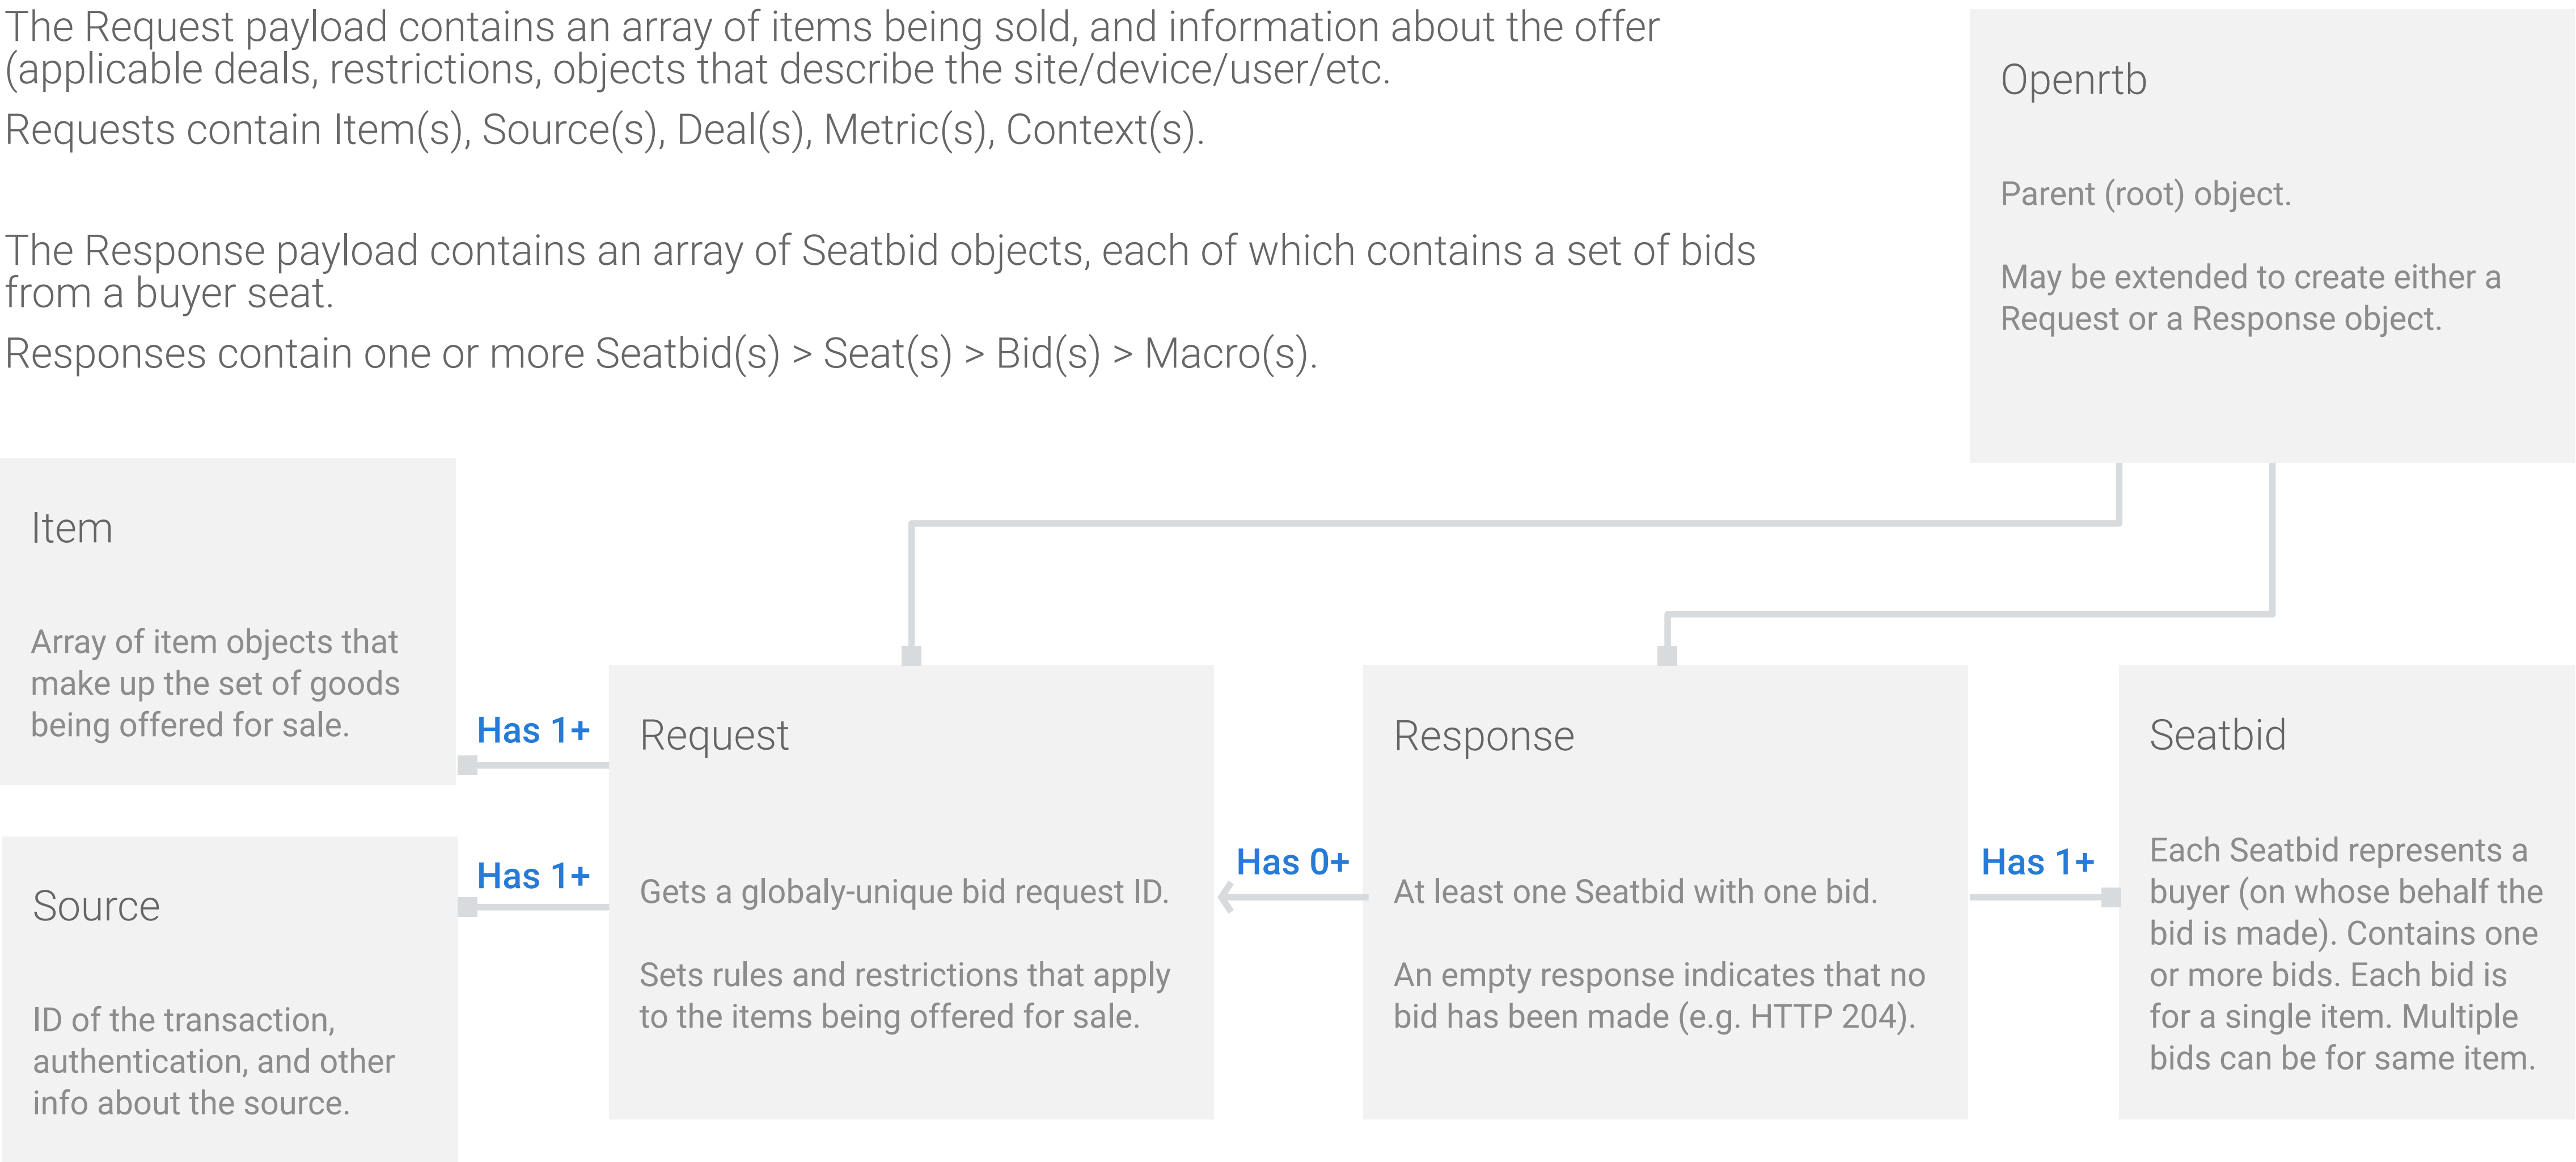 The Request payload contains an array of items being sold, and information about the offer
(applicable deals, restrictions, objects that describe the site/device/user/etc.
Requests contain Item(s), Source(s), Deal(s), Metric(s), Context(s).
The Response payload contains an array of Seatbid objects, each of which contains a set of bids
from a buyer seat.
Responses contain one or more Seatbid(s) > Seat(s) > Bid(s) > Macro(s).
Openrtb
Parent (root) object.
May be extended to create either a
Request or a Response object.
Item
Array of item objects that
make up the set of goods
being offered for sale.
Has 1+
Source
ID of the transaction,
authentication, and other
info about the source.
Has 1+
Request
Gets a globaly-unique bid request ID.
Sets rules and restrictions that apply
to the items being offered for sale.
Has 0+
Response
At least one Seatbid with one bid.
An empty response indicates that no
bid has been made (e.g. HTTP 204).
Has 1+
Seatbid
Each Seatbid represents a
buyer (on whose behalf the
bid is made). Contains one
or more bids. Each bid is
for a single item. Multiple
bids can be for same item.